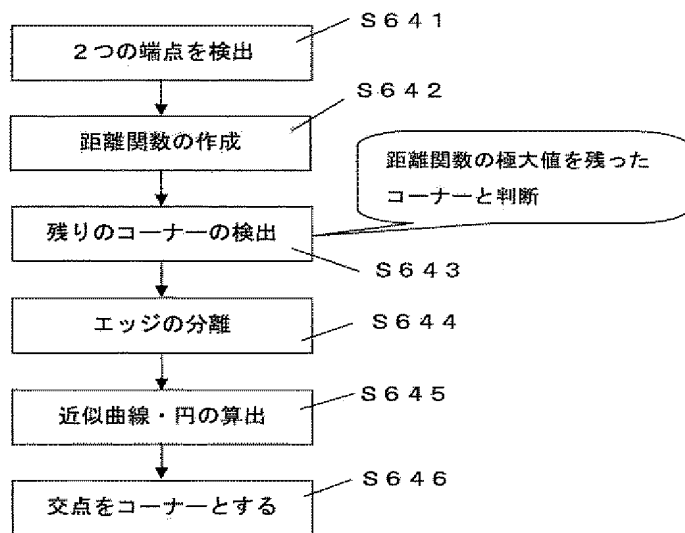 S641
2つの端点を検出
S642
距離関数の作成
距離関数の極大値を残った
コーナーと判断
残りのコーナーの検出
S643
エッジの分離
S644
近似曲線・円の算出
S645
交点をコーナーとする
S646